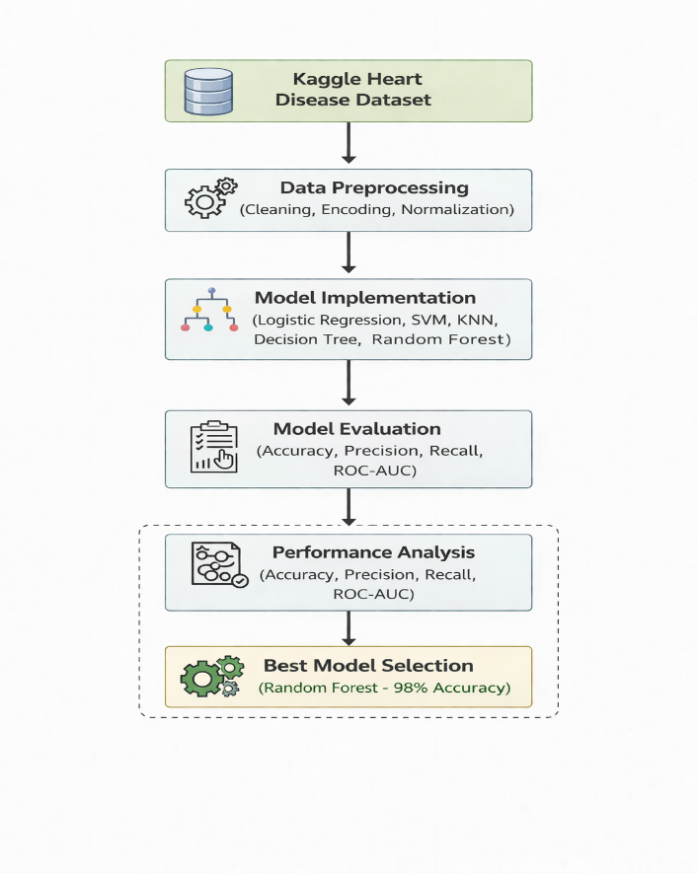 Kaggle Heart
Disease Dataset
Data Preprocessing
(Cleaning, Encoding, Normalization)
Model Implementation
(Logistic Regression, SVM, KNN,
Decision Tree, Random Forest)
Model Evaluation
(Accuracy, Precision, Recall,
ROC-AUC)
Performance Analysis
(Accuracy, Precision, Recall,
ROC-AUC)
Best Model Selection
(Random Forest - 98% Accuracy)